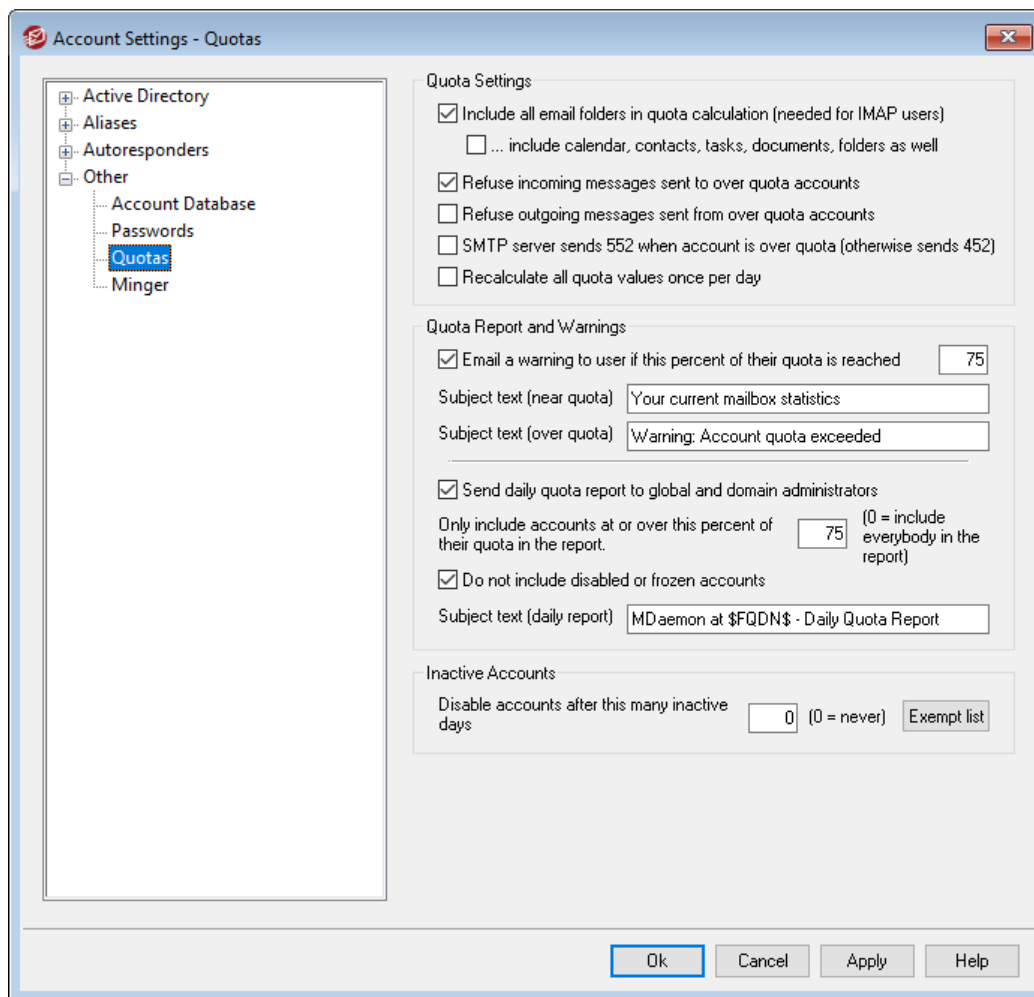 Account Settings - Quotas
Active Directory
Aliases
Autoresponders
Other
Account Database
Passwords
Quotas
Minger
Quota Settings
Include all email folders in quota calculation (needed for IMAP users)
... include calendar, contacts, tasks, documents, folders as well
Refuse incoming messages sent to over quota accounts
Refuse outgoing messages sent from over quota accounts
SMTP server sends 552 when account is over quota (otherwise sends 452)
Recalculate all quota values once per day
Quota Report and Warnings
Email a warning to user if this percent of their quota is reached 75
Subject text (near quota) Your current mailbox statistics
Subject text (over quota) Warning: Account quota exceeded
Send daily quota report to global and domain administrators
Only include accounts at or over this percent of
their quota in the report.
75
(0 = include
everybody in the
report)
Do not include disabled or frozen accounts
Subject text (daily report) MDaemon at $FQDN$ - Daily Quota Report
Inactive Accounts
Disable accounts after this many inactive
days
0 (0 = never) Exempt list
Ok Cancel Apply Help